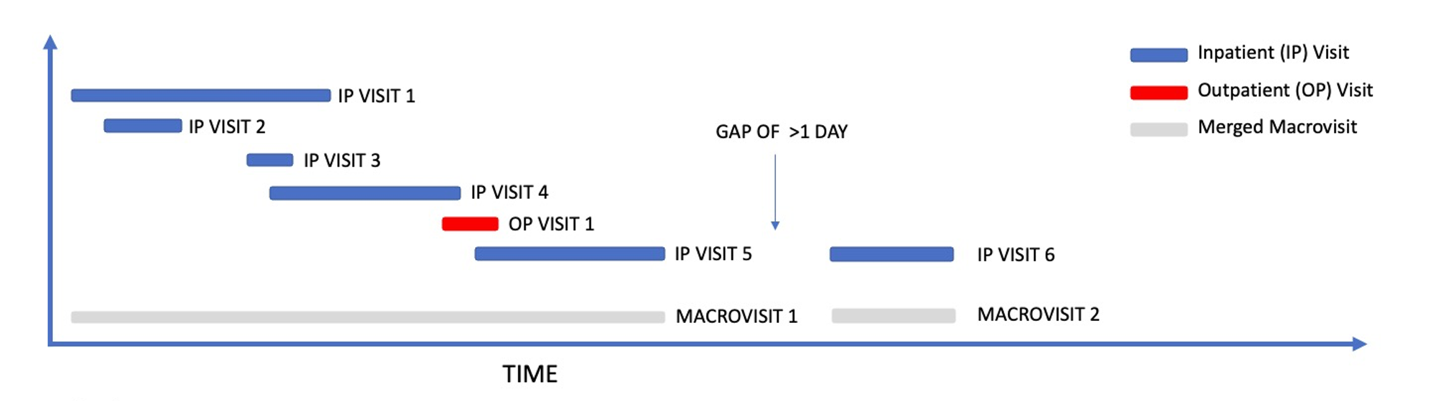 Inpatient (IP) Visit
Outpatient (OP) Visit
Merged Macrovisit
IP VISIT 1
IP VISIT 2
IP VISIT 3
IP VISIT 4
OP VISIT 1
IP VISIT 5
GAP OF >1 DAY
IP VISIT 6
MACROVISIT 1
MACROVISIT 2
TIME